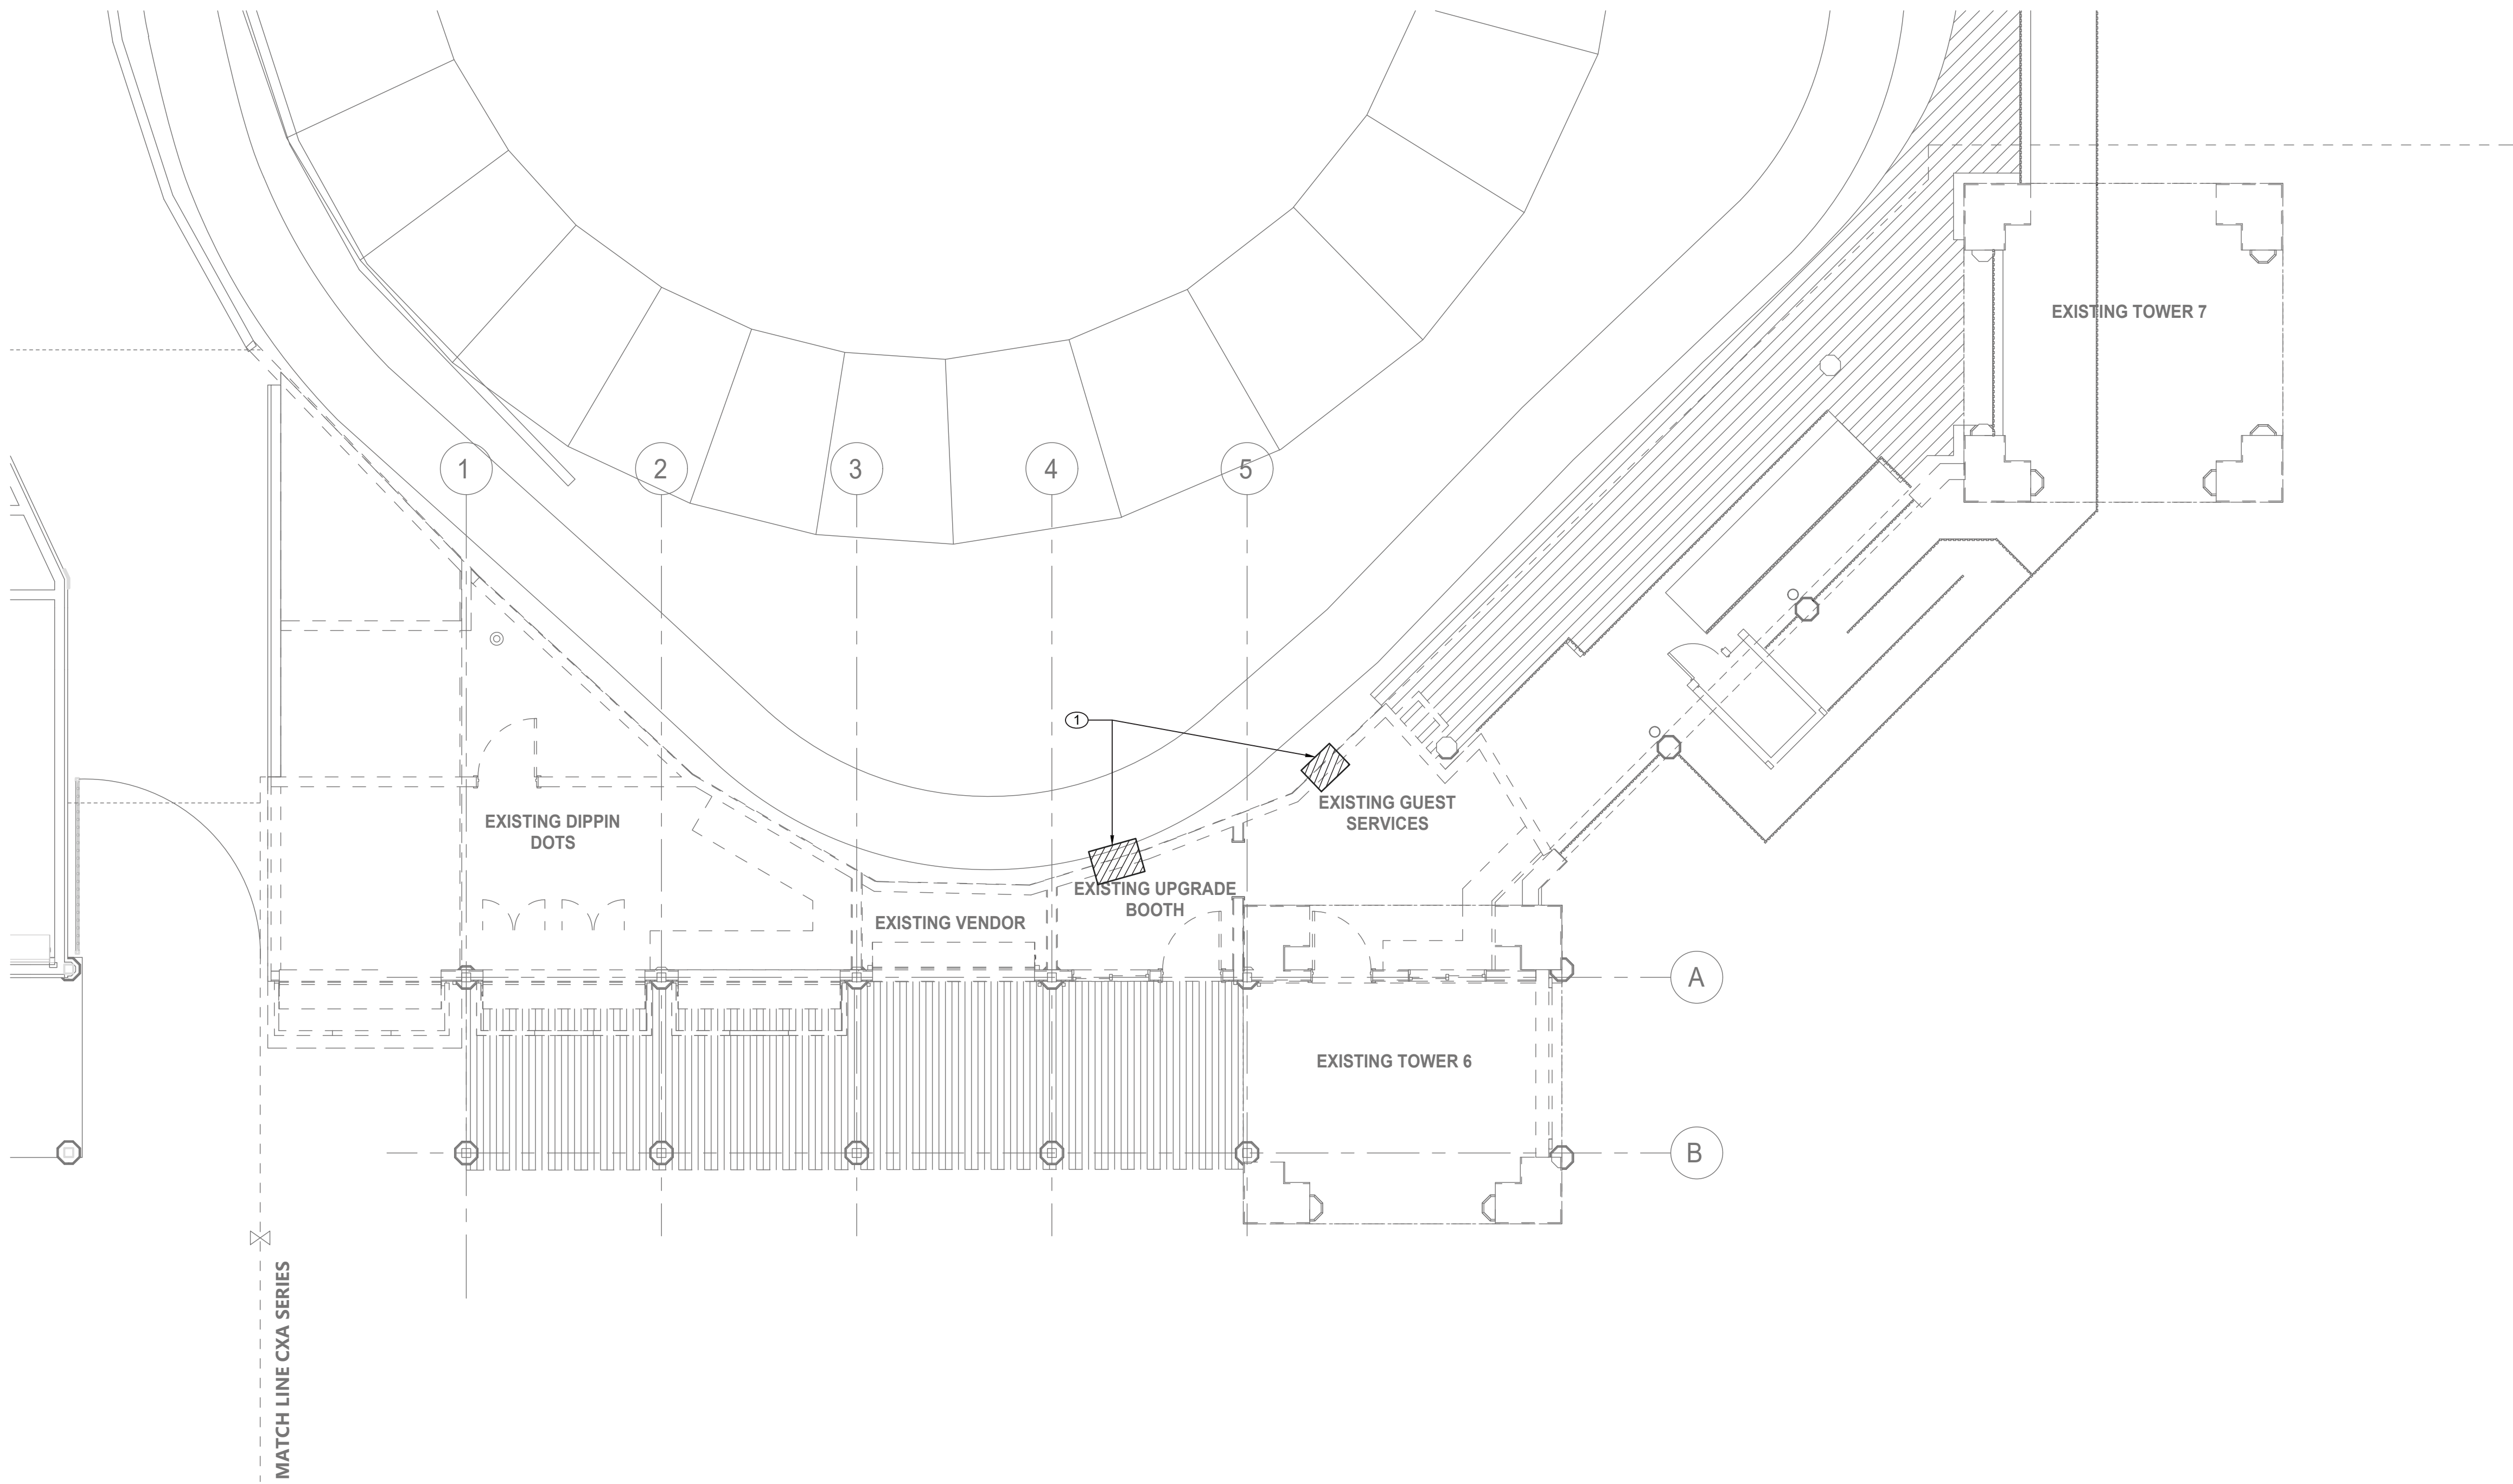 EXISTING TOWER 7
1
2
3
4
5
1
EXISTING GUEST
SERVICES
EXISTING DIPPIN
DOTS
EXISTING UPGRADE
BOOTH
EXISTING VENDOR
A
EXISTING TOWER 6
B
MATCH LINE CXA SERIES